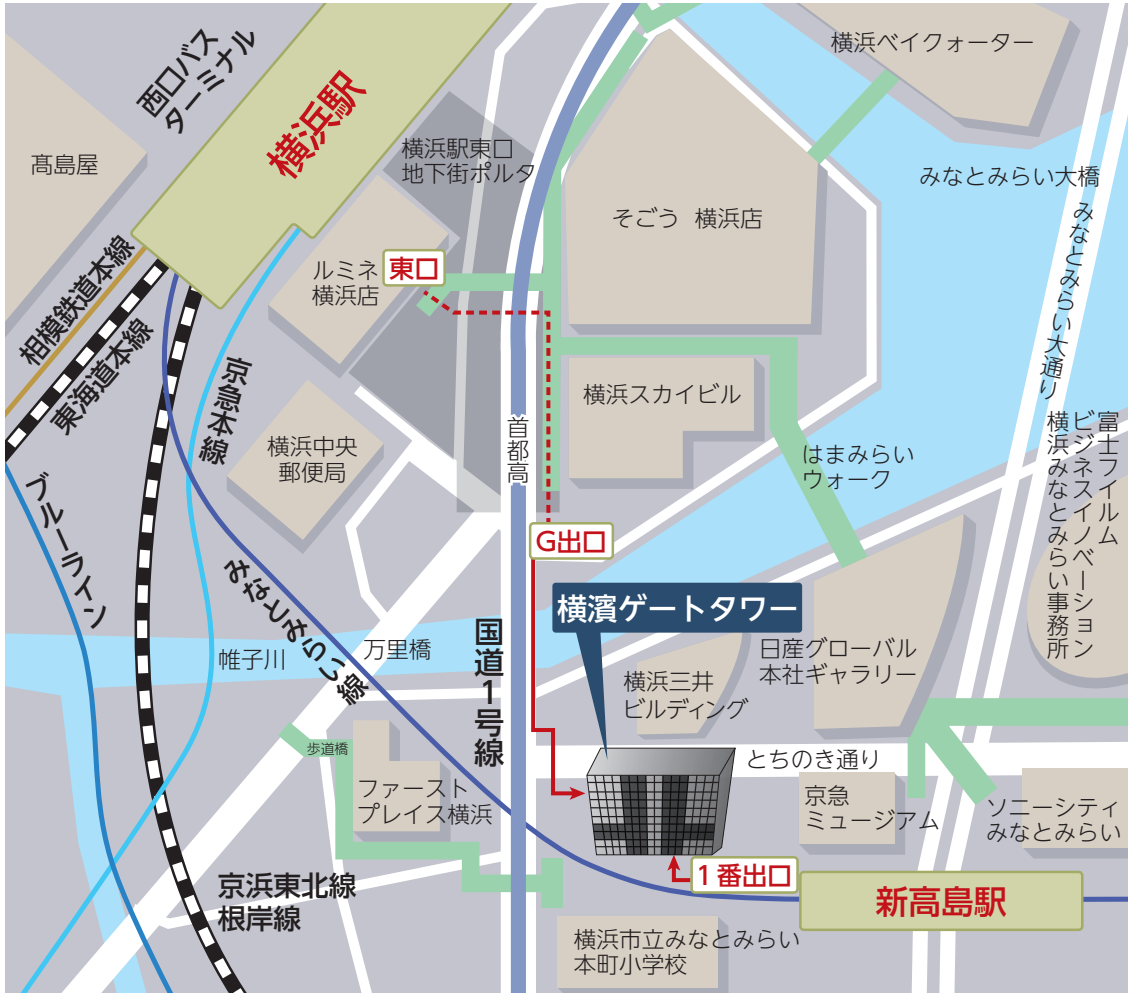 西口バス
ターミナル
横浜駅
髙島屋
横浜駅東口
地下街ポルタ
横浜ベイクォーター
みなとみらい大橋
みなとみらい大通り
そごう 横浜店
ルミネ
横浜店
東口
相模鉄道本線
東海道本線
京急本線
横浜中央
郵便局
首都高
横浜スカイビル
はまみらい
ウォーク
富士フイルム
ビジネスイノベーション
横浜みなとみらい事務所
ブルーライン
G出口
みなとみらい線
横濱ゲートタワー
国道1号線
万里橋
帷子川
横浜三井
ビルディング
日産グローバル
本社ギャラリー
歩道橋
とちのき通り
ファースト
プレイス横浜
京急
ミュージアム
ソニーシティ
みなとみらい
京浜東北線
根岸線
1番出口
新高島駅
横浜市立みなとみらい
本町小学校